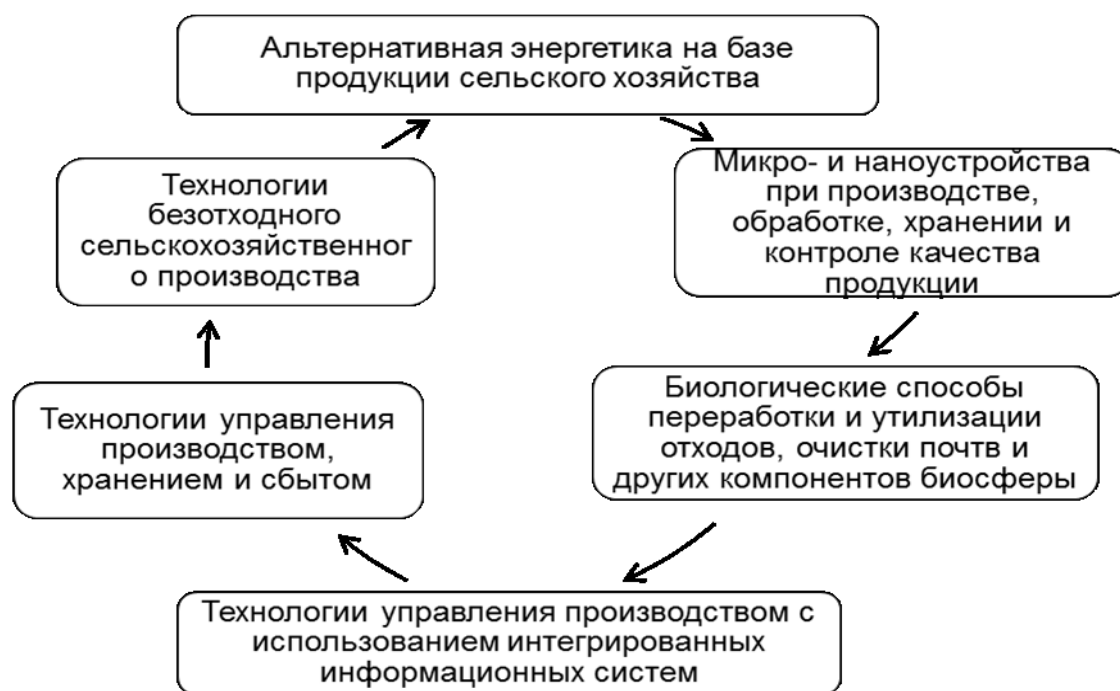 Альтернативная энергетика на базе
продукции сельского хозяйства
Микро- и наноустройства
при производстве,
обработке, хранении и
контроле качества
продукции
Технологии
безотходного
сельскохозяйственног
о производства
Биологические способы
переработки и утилизации
отходов, очистки почтв и
других компонентов биосферы
Технологии управления
производством,
хранением и сбытом
Технологии управления производством с
использованием интегрированных
информационных систем